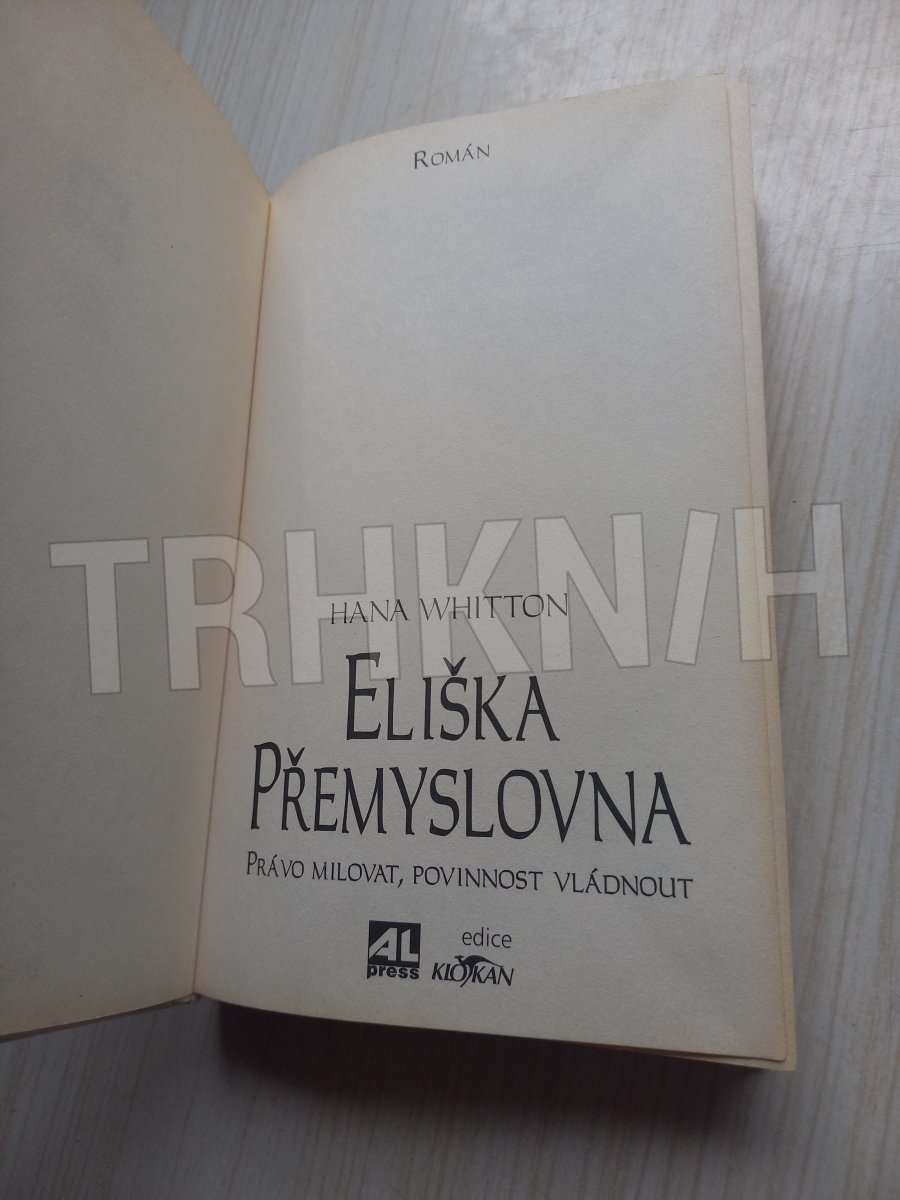 ROMÁN
TRHKNIH
HANA WHITTON
ELIŠKA
PŘEMYSLOVNA
PRÁVO MILOVAT, POVINNOST VLÁDNOUT
AL
press
edice
KLOKAN